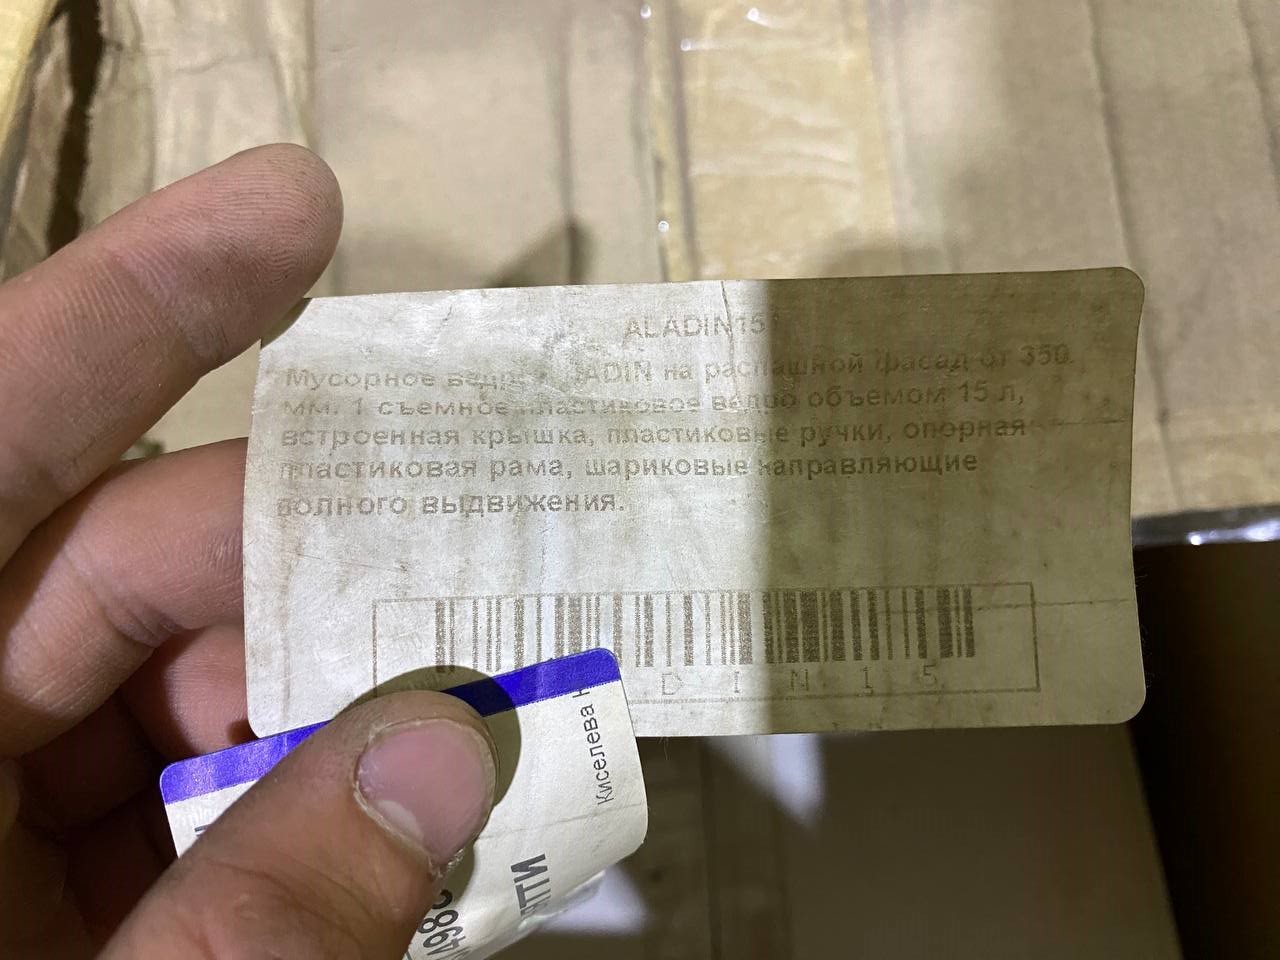 ALADIN15
Мусорное ведро ALADIN на распашной фасад от 350
мм. 1 съемное пластиковое ведро объемом 15 л,
встроенная крышка, пластиковые ручки, опорная
пластиковая рама, шариковые направляющие
полного выдвижения.
D I N 1 5
Киселева